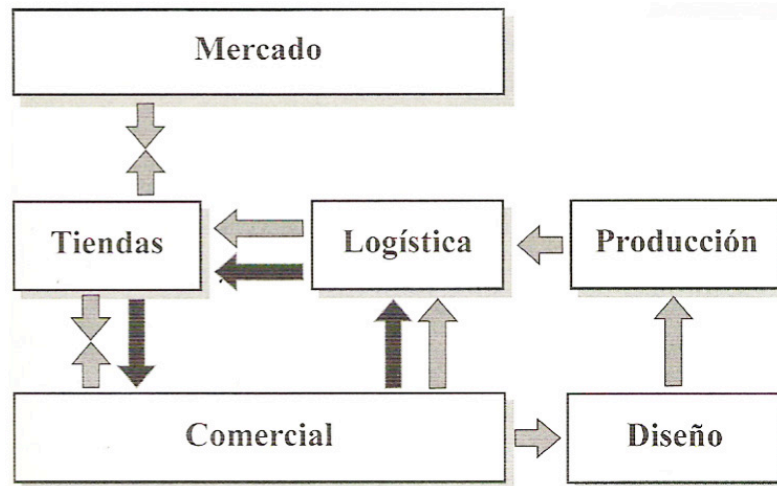 Mercado
Tiendas
Logística
Producción
Comercial
Diseño